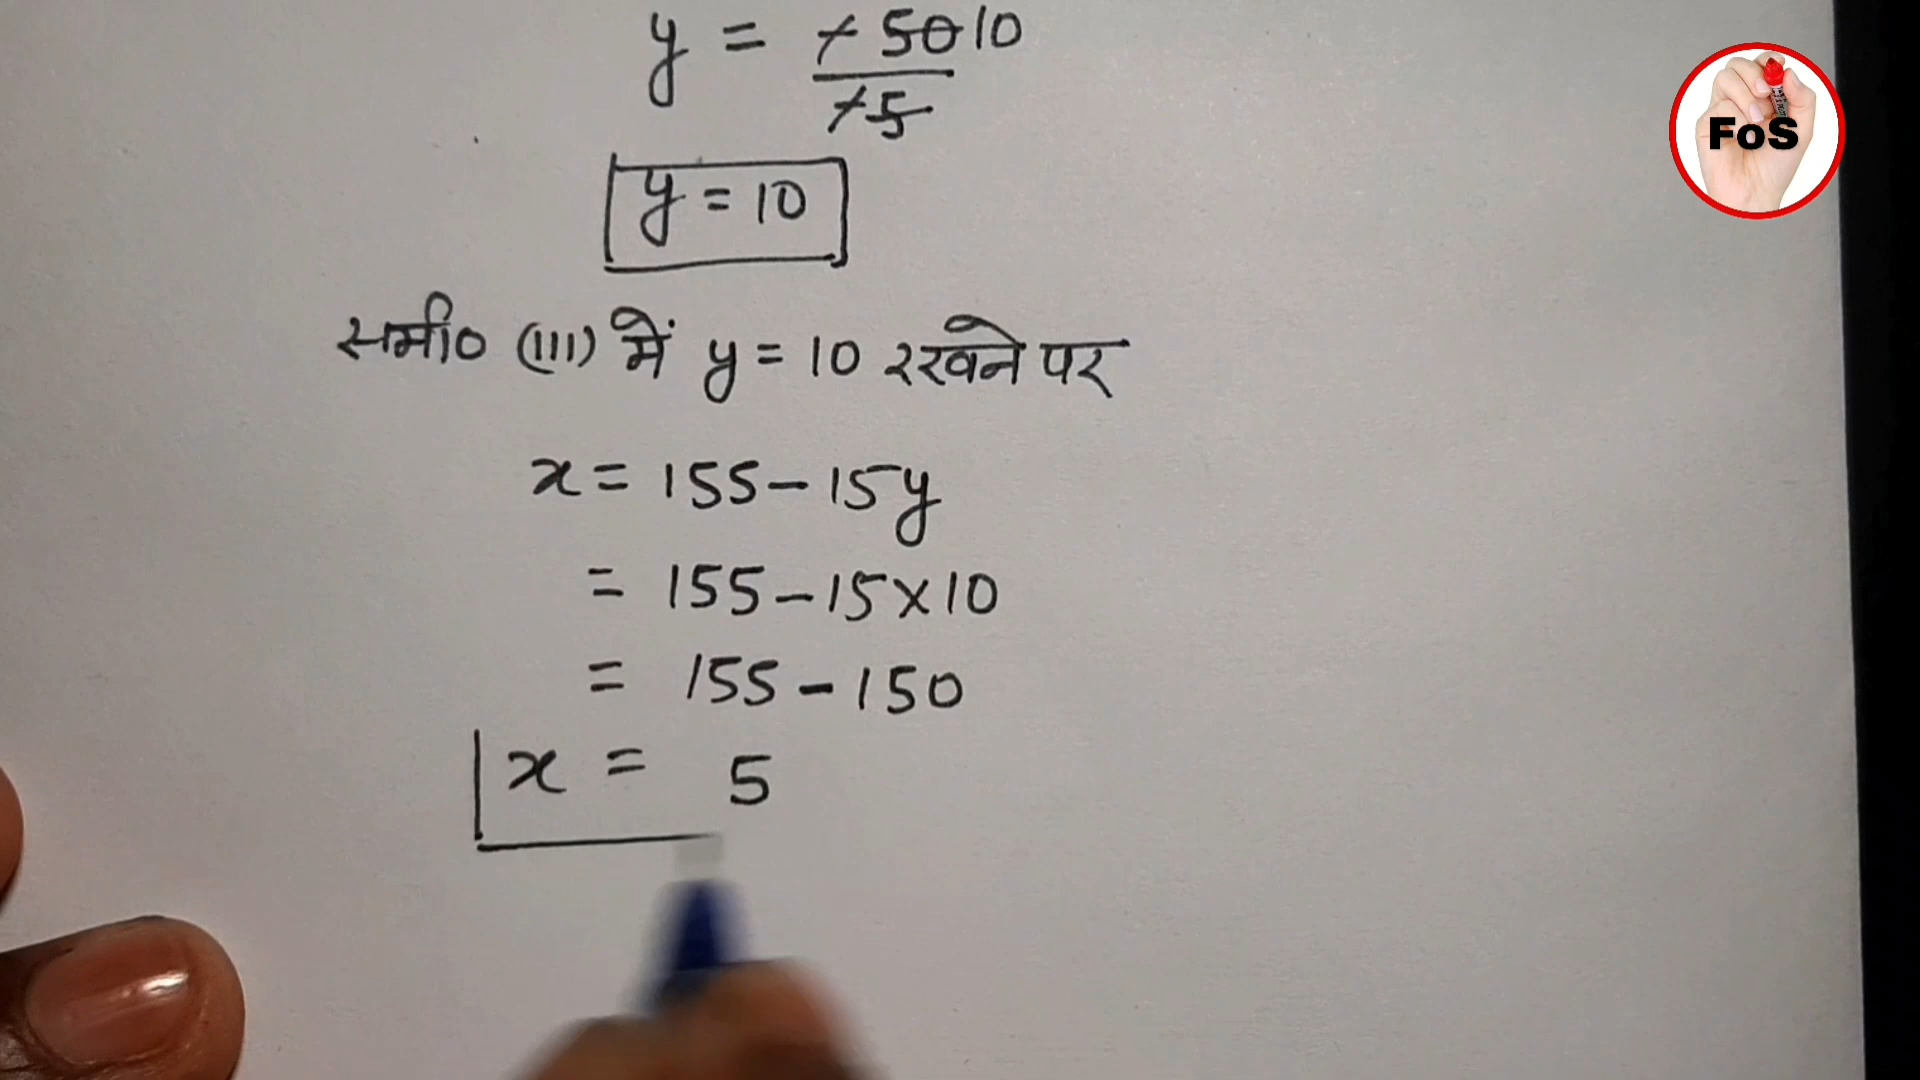 y = -50 10
-5
y = 10
समी० (III) में y = 10 रखने पर
x = 155 - 15y
= 155 - 15 × 10
= 155 - 150
x = 5
FoS